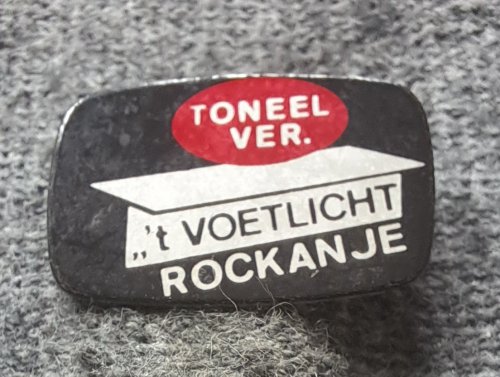 TONEEL
VER.
„'t VOETLICHT
ROCKANJE